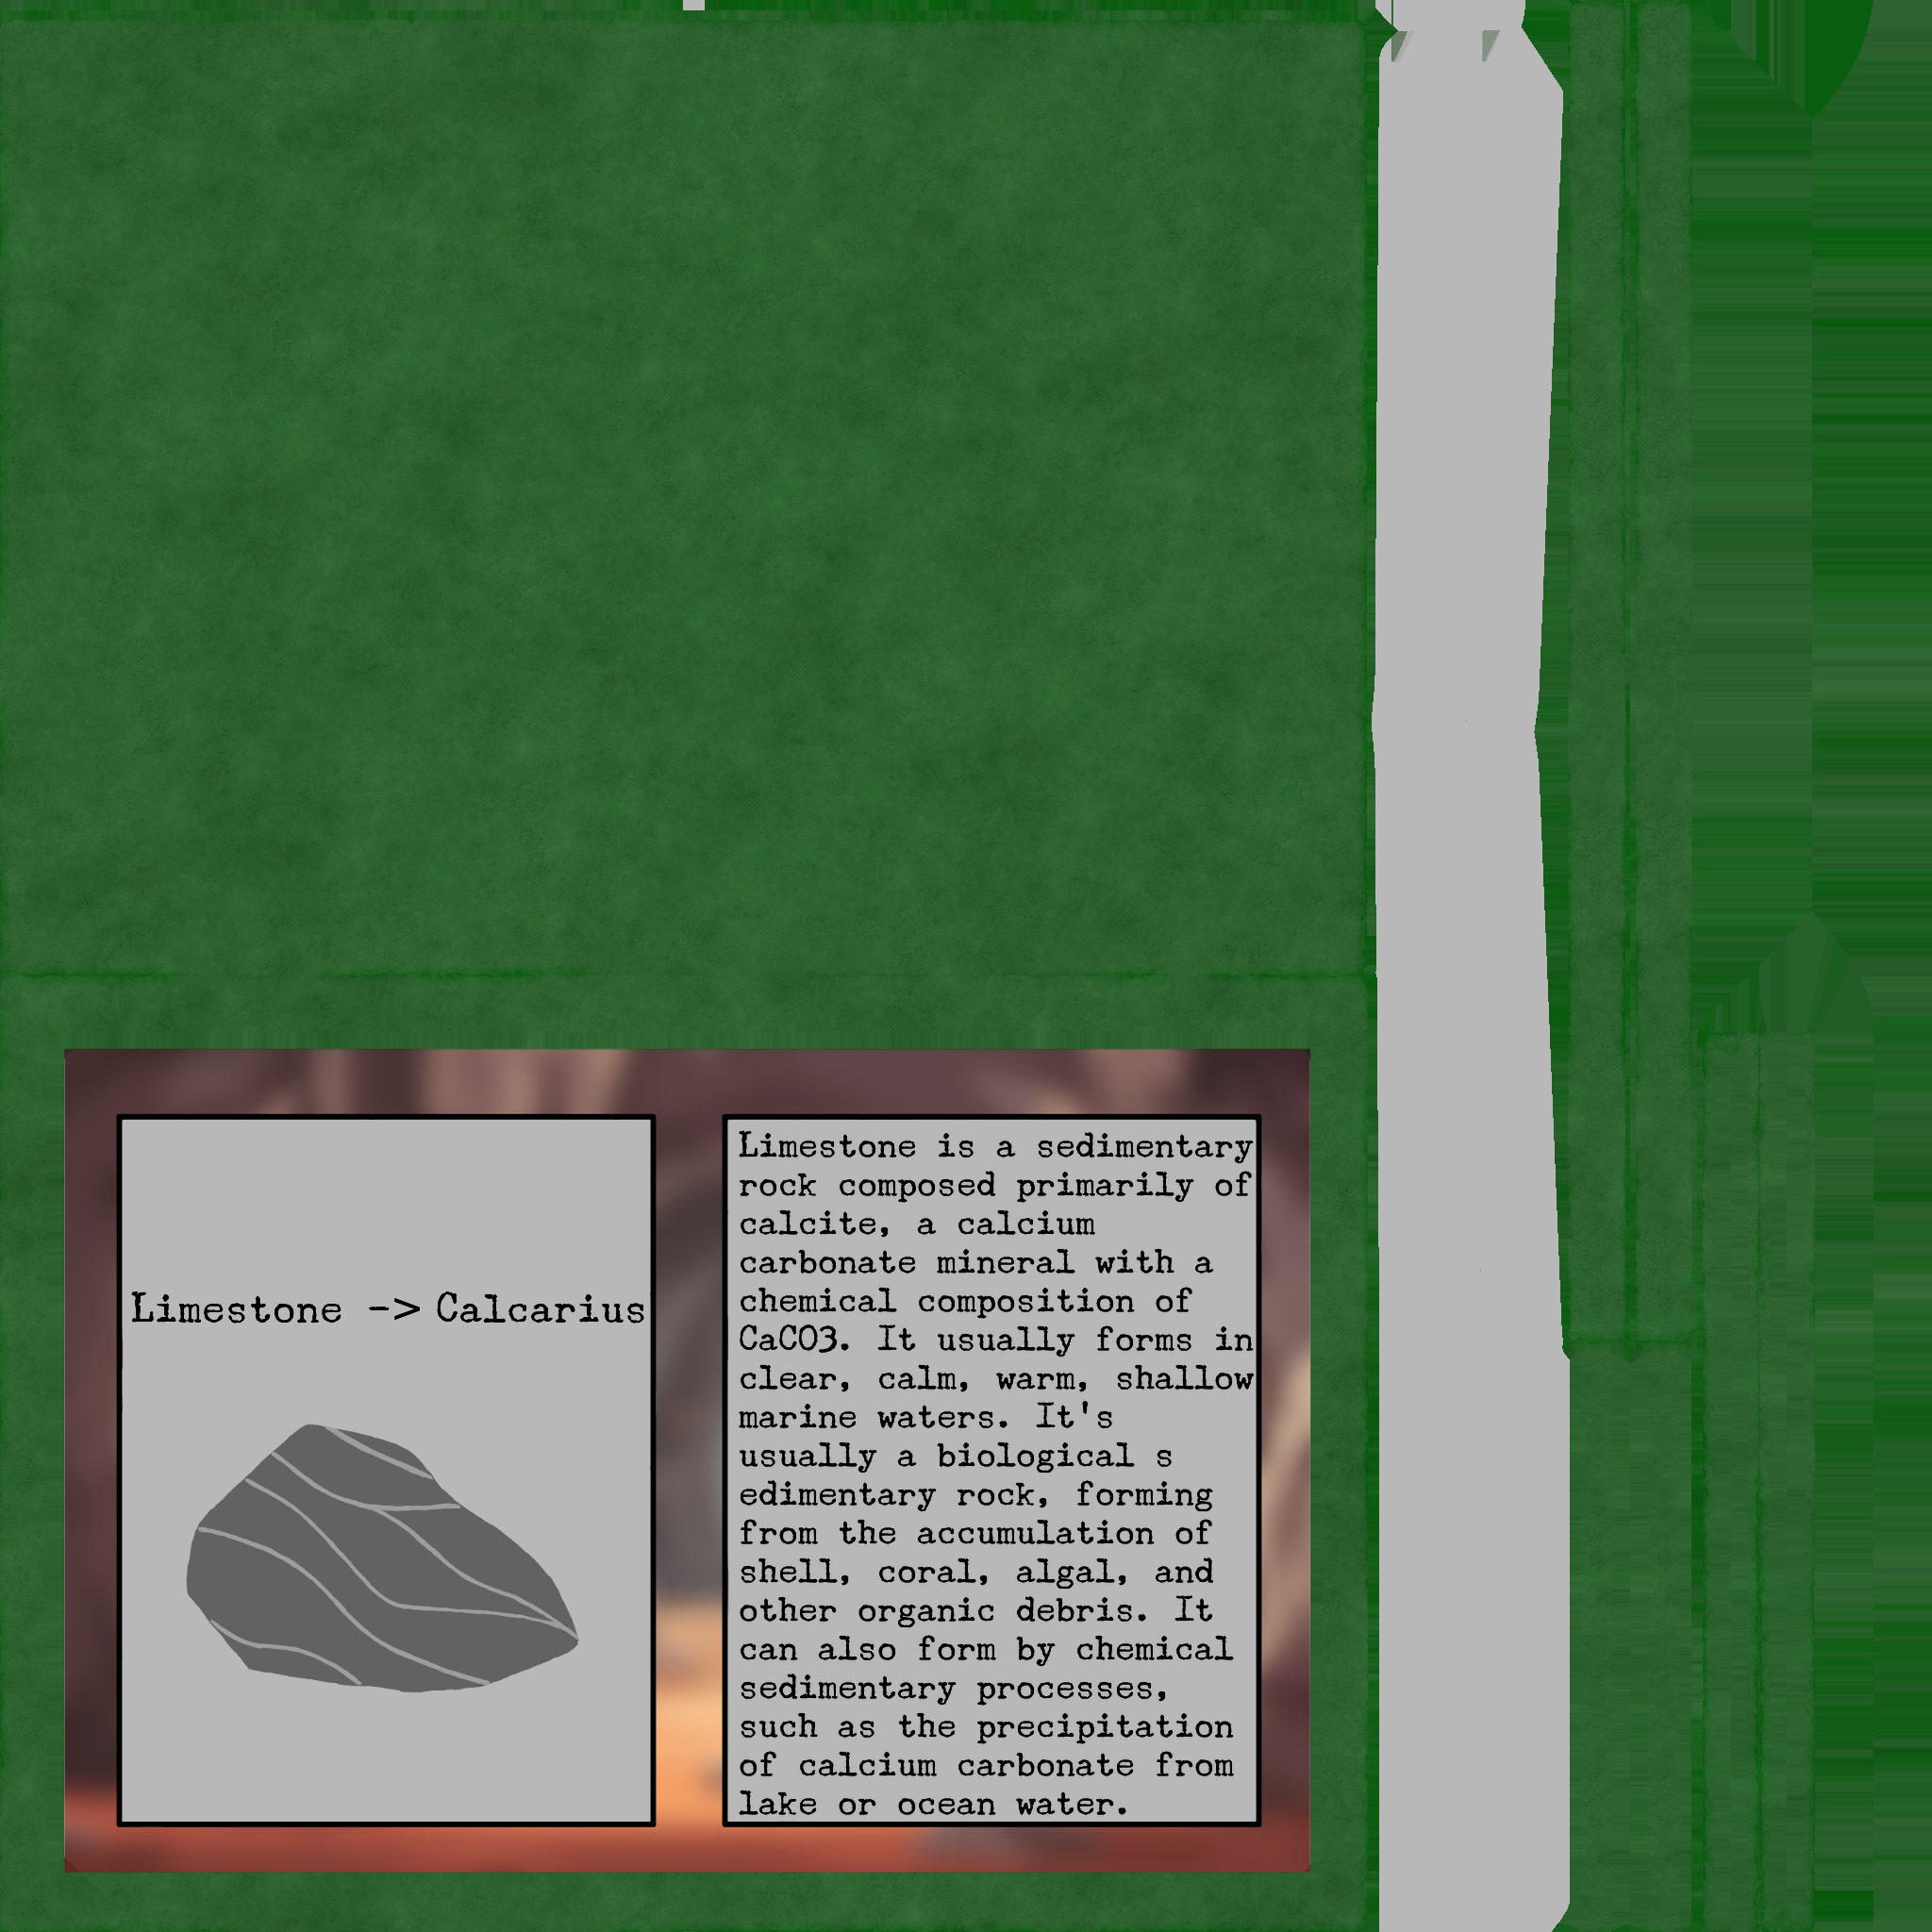 Limestone -> Calcarius
Limestone is a sedimentary
rock composed primarily of
calcite, a calcium
carbonate mineral with a
chemical composition of
CaCO3. It usually forms in
clear, calm, warm, shallow
marine waters. It's
usually a biological s
edimentary rock, forming
from the accumulation of
shell, coral, algal, and
other organic debris. It
can also form by chemical
sedimentary processes,
such as the precipitation
of calcium carbonate from
lake or ocean water.